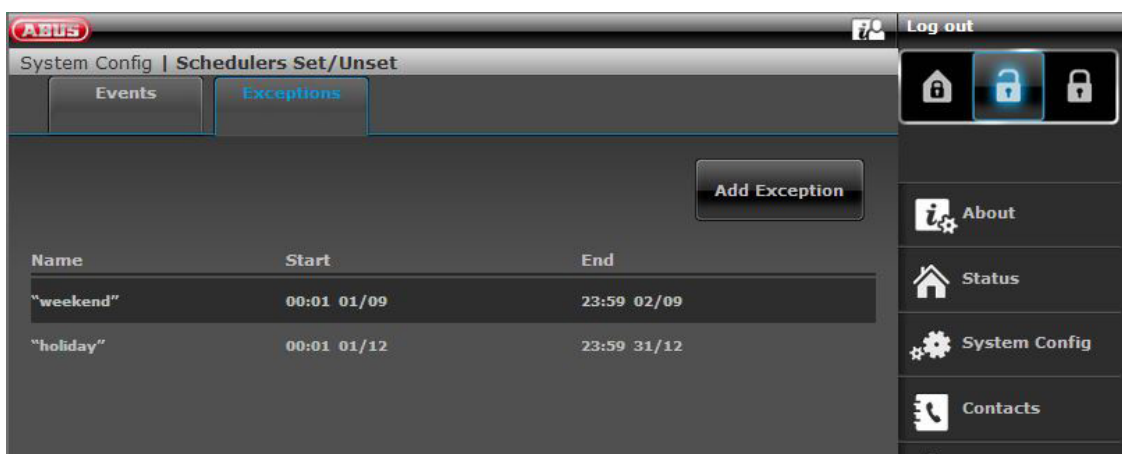 ABUS
Log out
System Config | Schedulers Set/Unset
Events Exceptions
Add Exception
Name Start End
"weekend" 00:01 01/09 23:59 02/09
"holiday" 00:01 01/12 23:59 31/12
About
Status
System Config
Contacts